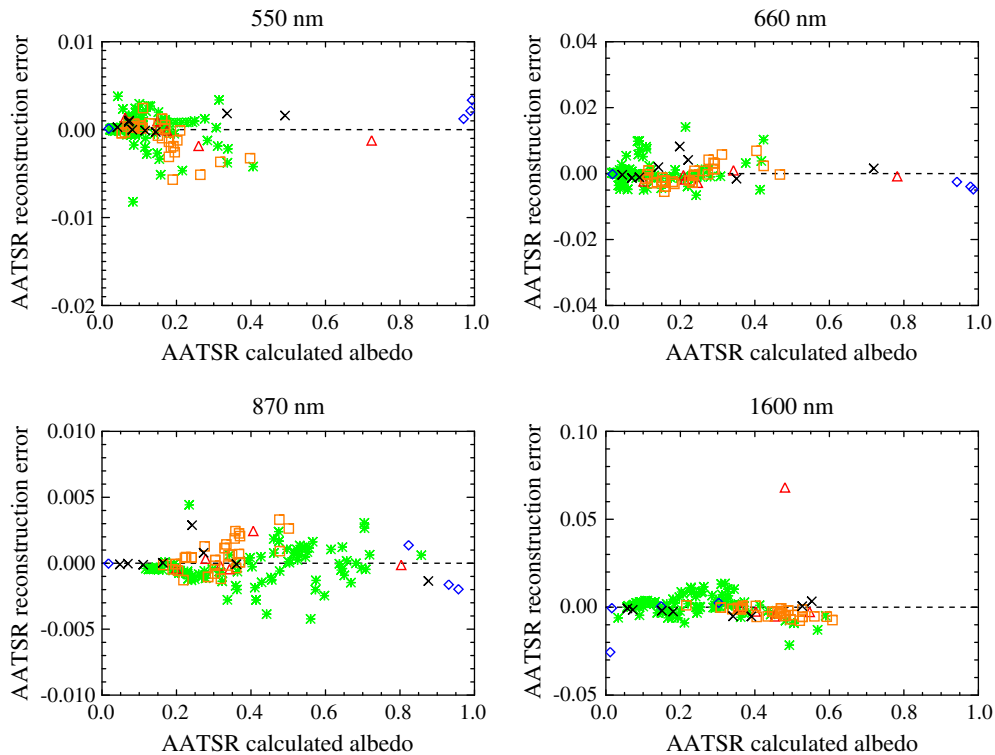 550 nm
0.01
0.00
-0.01
-0.02
0.0 0.2 0.4 0.6 0.8 1.0
AATSR calculated albedo
AATSR reconstruction error
660 nm
0.04
0.02
0.00
-0.02
-0.04
0.0 0.2 0.4 0.6 0.8 1.0
AATSR calculated albedo
AATSR reconstruction error
870 nm
0.010
0.005
0.000
-0.005
-0.010
0.0 0.2 0.4 0.6 0.8 1.0
AATSR calculated albedo
AATSR reconstruction error
1600 nm
0.10
0.05
0.00
-0.05
0.0 0.2 0.4 0.6 0.8 1.0
AATSR calculated albedo
AATSR reconstruction error